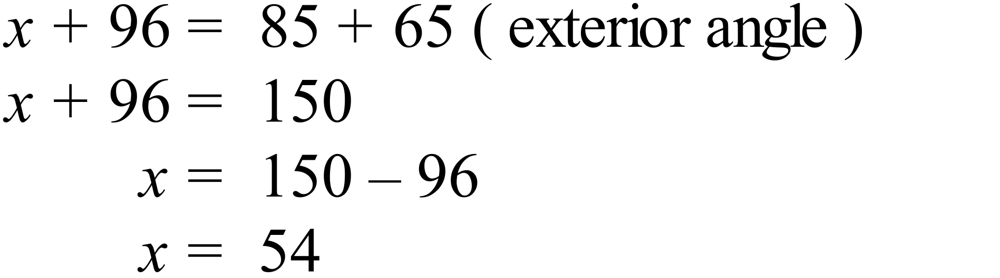 x + 96 = 85 + 65 ( exterior angle )
x + 96 = 150
x = 150 – 96
x = 54